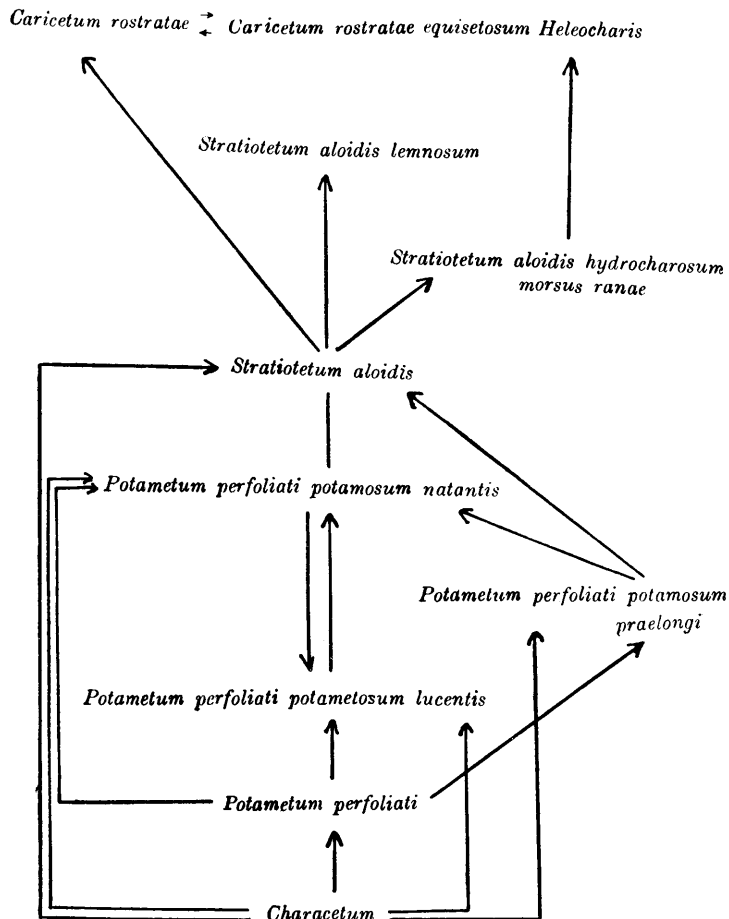 Caricetum rostratae ⇄ Caricetum rostratae equisetosum Heleocharis
Stratiotetum aloidis lemnosum
Stratiotetum aloidis hydrocharosum
morsus ranae
Stratiotetum aloidis
Potametum perfoliati potamosum natantis
Potametum perfoliati potamosum
praelongi
Potametum perfoliati potametosum lucentis
Potametum perfoliati
Characetum